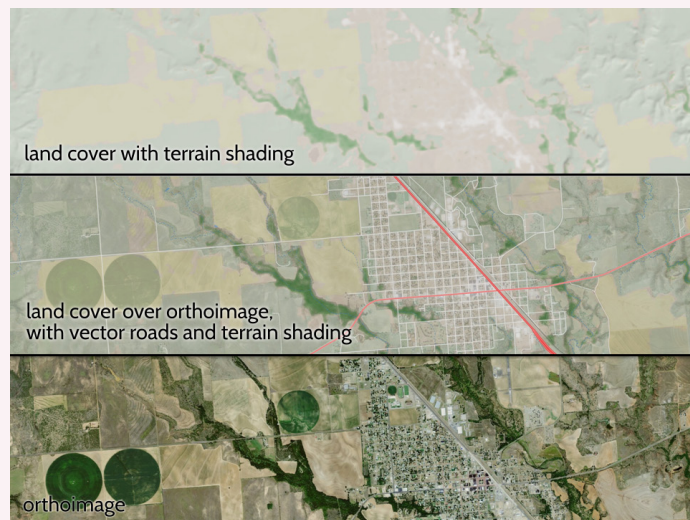 land cover with terrain shading
land cover over orthoimage,
with vector roads and terrain shading
orthoimage